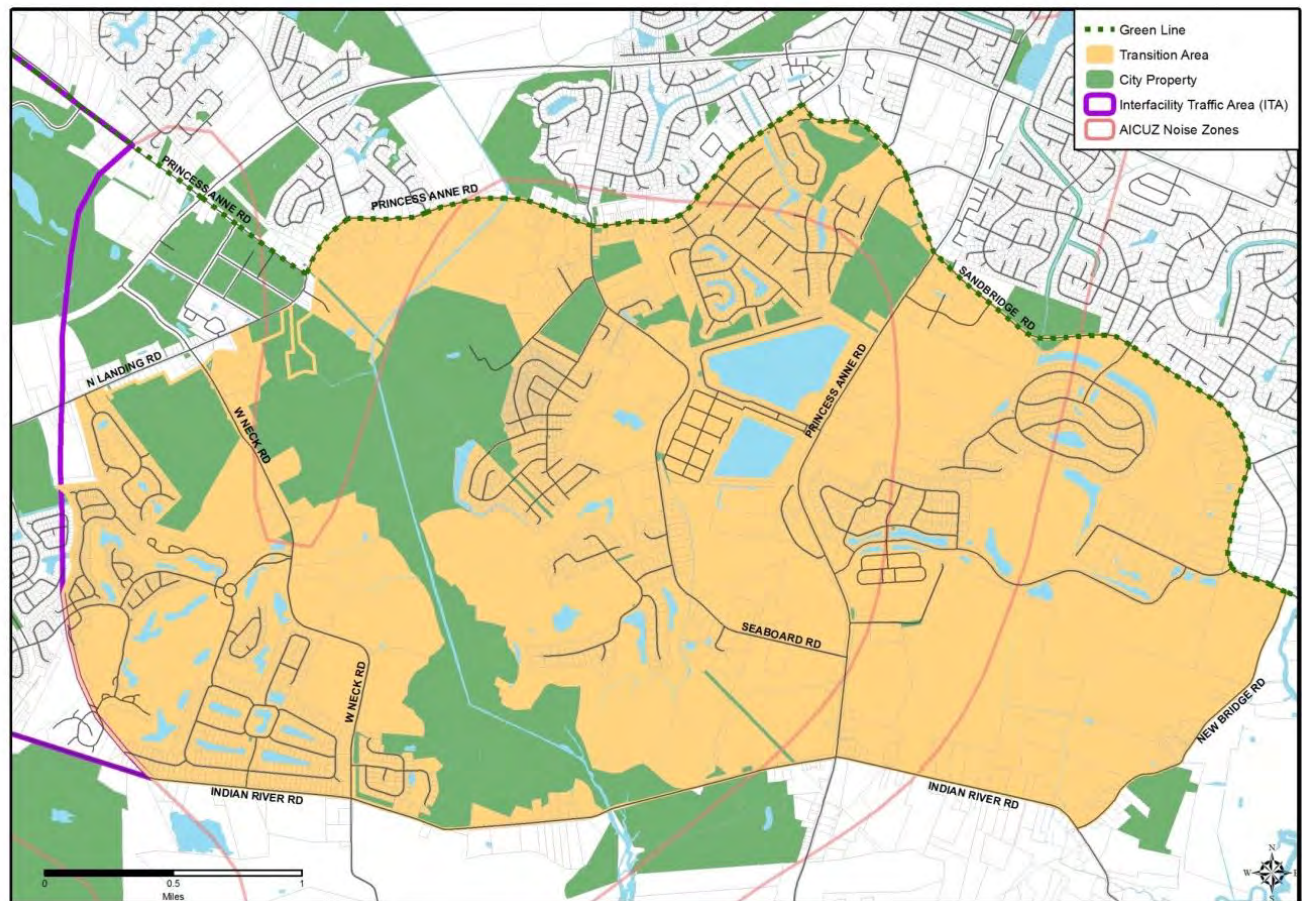 Green Line
Transition Area
City Property
Interfacility Traffic Area (ITA)
AICUZ Noise Zones
PRINCESS ANNE RD
PRINCESS ANNE RD
SANDBRIDGE RD
N LANDING RD
W NECK RD
PRINCESS ANNE RD
SEABOARD RD
W NECK RD
NEW BRIDGE RD
INDIAN RIVER RD
INDIAN RIVER RD
0 0.5 1
Miles
N
W E
S